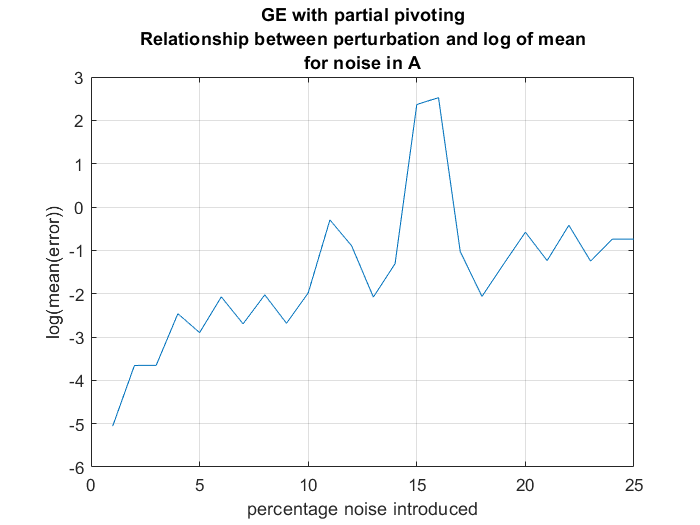 GE with partial pivoting
Relationship between perturbation and log of mean
for noise in A
3
2
1
0
-1
-2
-3
-4
-5
-6
log(mean(error))
0 5 10 15 20 25
percentage noise introduced